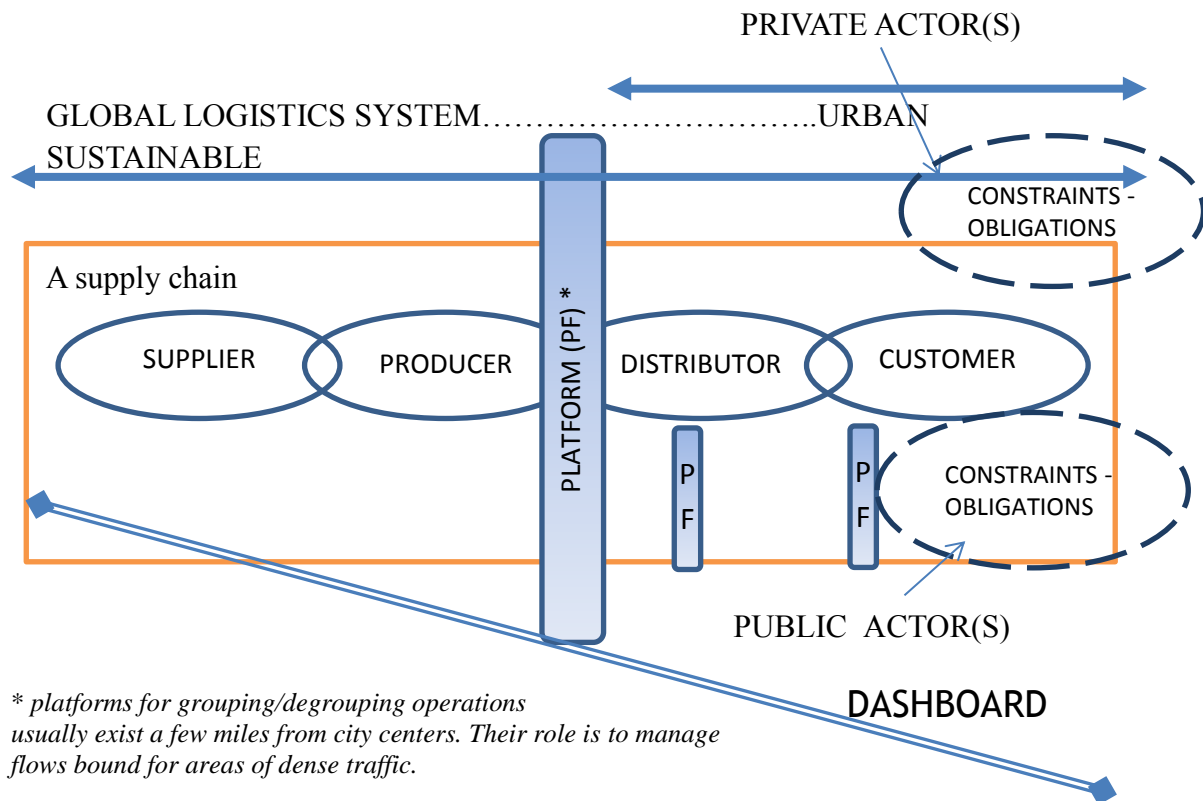 PRIVATE ACTOR(S)
GLOBAL LOGISTICS SYSTEM…………………………..URBAN
SUSTAINABLE
CONSTRAINTS -
OBLIGATIONS
A supply chain
SUPPLIER
PRODUCER
PLATFORM (PF) *
DISTRIBUTOR
CUSTOMER
P
F
P
F
CONSTRAINTS -
OBLIGATIONS
PUBLIC ACTOR(S)
DASHBOARD
* platforms for grouping/degrouping operations
usually exist a few miles from city centers. Their role is to manage
flows bound for areas of dense traffic.